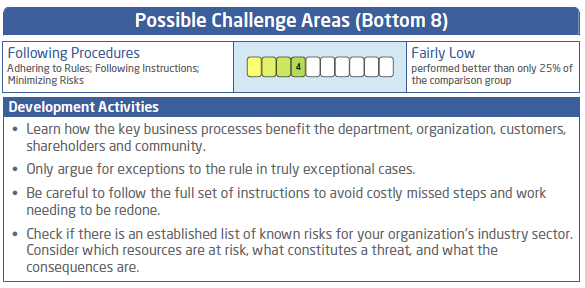 Possible Challenge Areas (Bottom 8)
Following Procedures
Adhering to Rules; Following Instructions;
Minimizing Risks
4
Fairly Low
performed better than only 25% of
the comparison group
Development Activities
• Learn how the key business processes benefit the department, organization, customers,
shareholders and community.
• Only argue for exceptions to the rule in truly exceptional cases.
• Be careful to follow the full set of instructions to avoid costly missed steps and work
needing to be redone.
• Check if there is an established list of known risks for your organization's industry sector.
Consider which resources are at risk, what constitutes a threat, and what the
consequences are.